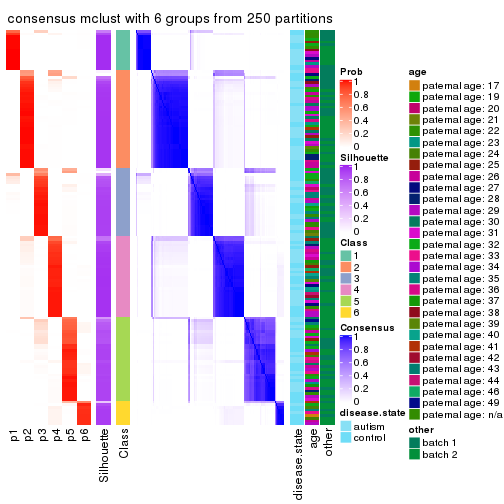 consensus mclust with 6 groups from 250 partitions
Prob
1
0.8
0.6
0.4
0.2
0
Silhouette
1
0.8
0.6
0.4
0.2
0
Class
1
2
3
4
5
6
Consensus
1
0.8
0.6
0.4
0.2
0
disease.state
autism
control
age
paternal age: 17
paternal age: 19
paternal age: 20
paternal age: 21
paternal age: 22
paternal age: 23
paternal age: 24
paternal age: 25
paternal age: 26
paternal age: 27
paternal age: 28
paternal age: 29
paternal age: 30
paternal age: 31
paternal age: 32
paternal age: 33
paternal age: 34
paternal age: 35
paternal age: 36
paternal age: 37
paternal age: 38
paternal age: 39
paternal age: 40
paternal age: 41
paternal age: 42
paternal age: 43
paternal age: 44
paternal age: 46
paternal age: 49
paternal age: n/a
other
batch 1
batch 2
p1
p2
p3
p4
p5
p6
Silhouette
Class
disease.state
age
other